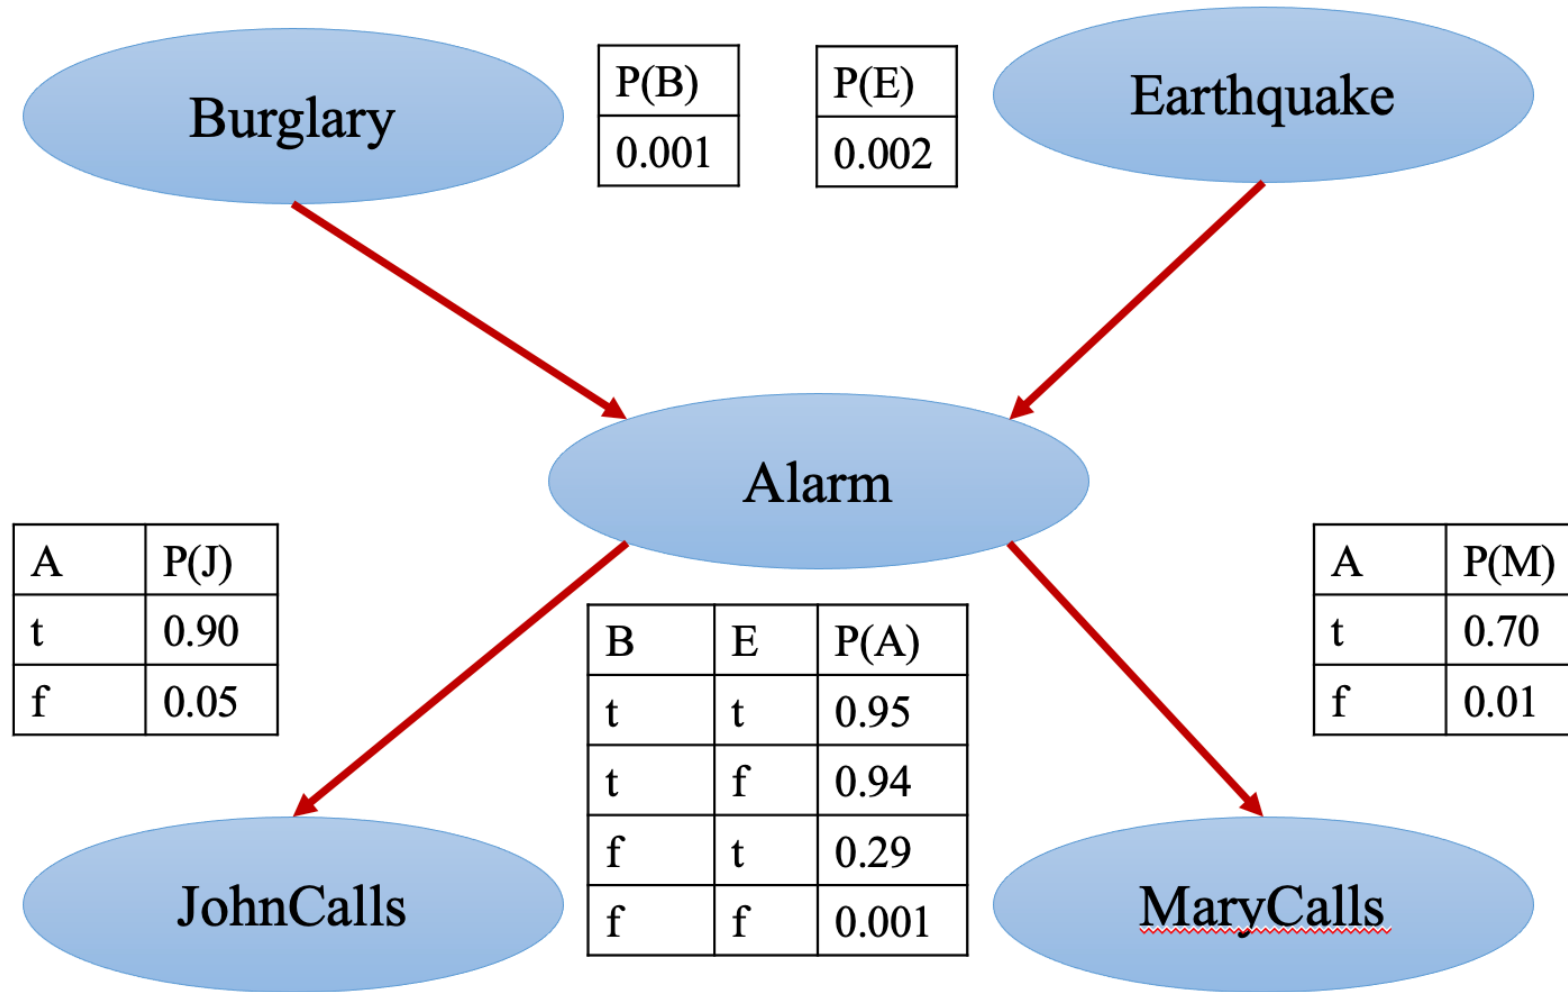 Burglary
P(B)
0.001
P(E)
0.002
Earthquake
Alarm
A P(J)
t 0.90
f 0.05
B E P(A)
t t 0.95
t f 0.94
f t 0.29
f f 0.001
A P(M)
t 0.70
f 0.01
JohnCalls
MaryCalls